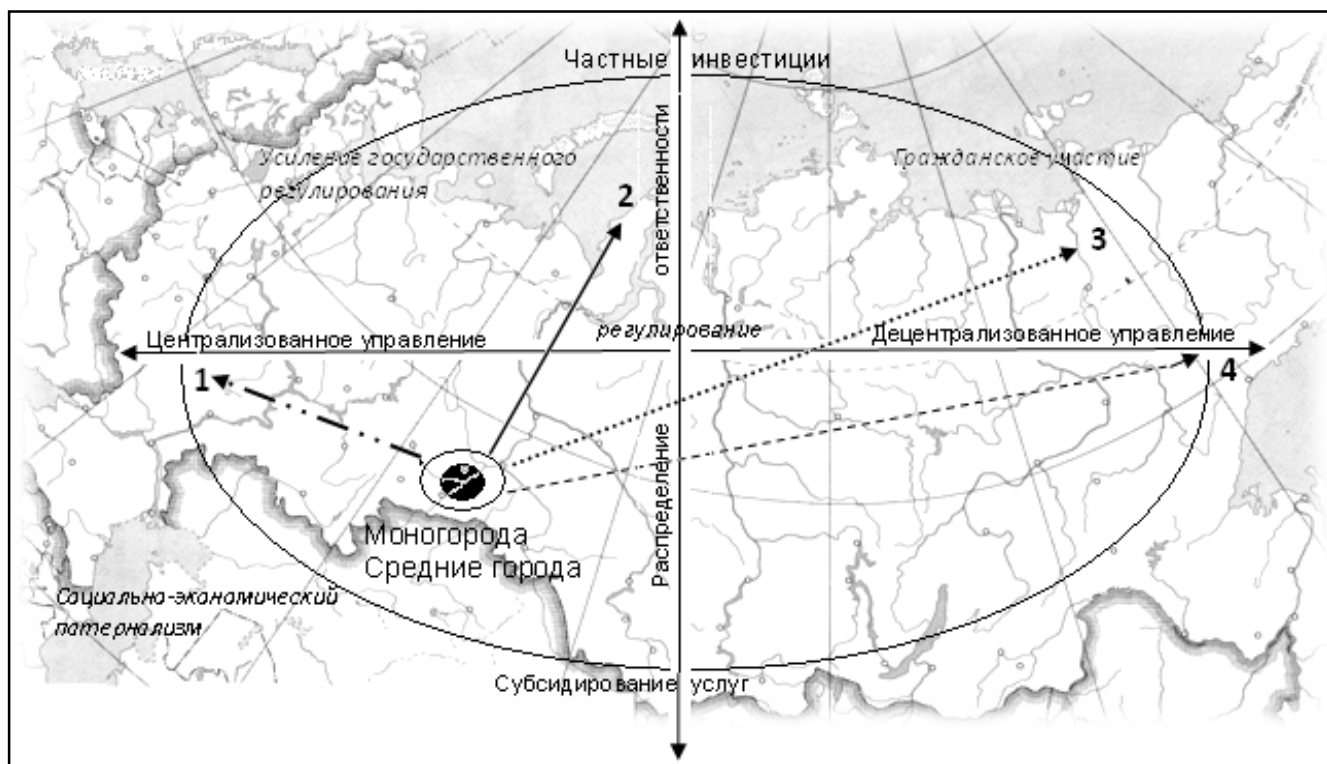 Частные инвестиции
Усиление государственного
регулирования
Гражданское участие
2
3
ответственности
регулирование
Централизованное управление
Децентрализованное управление
1
4
Распределение
Моногорода
Средние города
Социально-экономический
патернализм
Субсидирование услуг